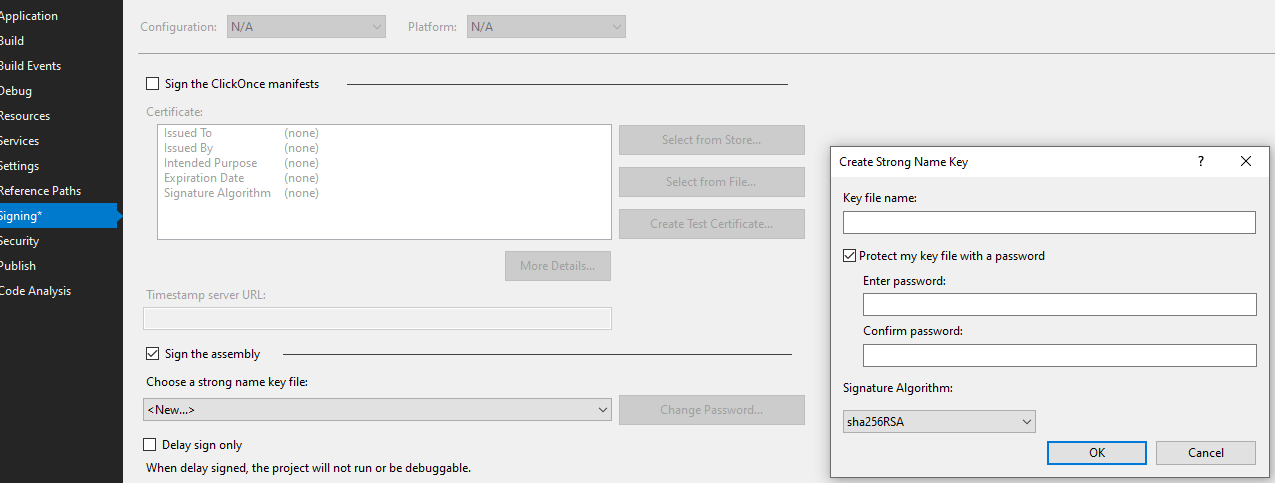 Application
Build
Build Events
Debug
Resources
Services
Settings
Reference Paths
Signing*
Security
Publish
Code Analysis
Configuration: N/A Platform: N/A
Sign the ClickOnce manifests
Certificate:
Issued To (none)
Issued By (none)
Intended Purpose (none)
Expiration Date (none)
Signature Algorithm (none)
Select from Store...
Select from File...
Create Test Certificate...
More Details...
Timestamp server URL:
Sign the assembly
Choose a strong name key file:
<New...> Change Password...
Delay sign only
When delay signed, the project will not run or be debuggable.
Create Strong Name Key ?
Key file name:
Protect my key file with a password
Enter password:
Confirm password:
Signature Algorithm:
sha256RSA
OK Cancel